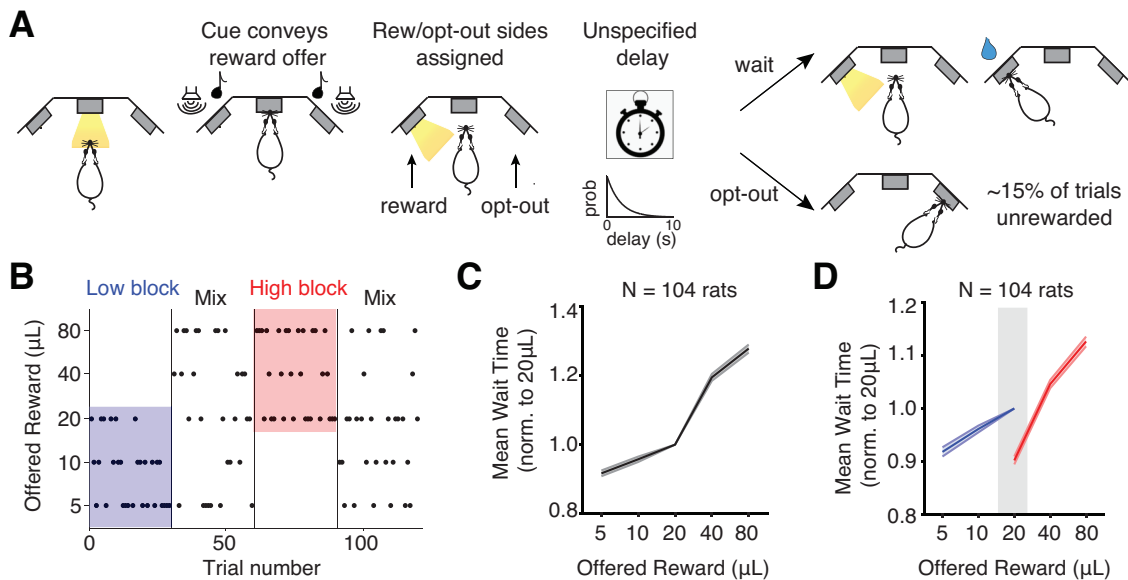 A
Cue conveys
reward offer
Rew/opt-out sides
assigned
Unspecified
delay
reward
opt-out
prob
0
10
delay (s)
wait
opt-out
~15% of trials
unrewarded
B
Low block
Mix
High block
Mix
Offered Reward (µL)
80
40
20
10
5
0
50
100
Trial number
C
N = 104 rats
Mean Wait Time
(norm. to 20µL)
1.4
1.2
1.0
0.8
5
10
20
40
80
Offered Reward (µL)
D
N = 104 rats
Mean Wait Time
(norm. to 20µL)
1.2
1.1
1.0
0.9
0.8
5
10
20
40
80
Offered Reward (µL)